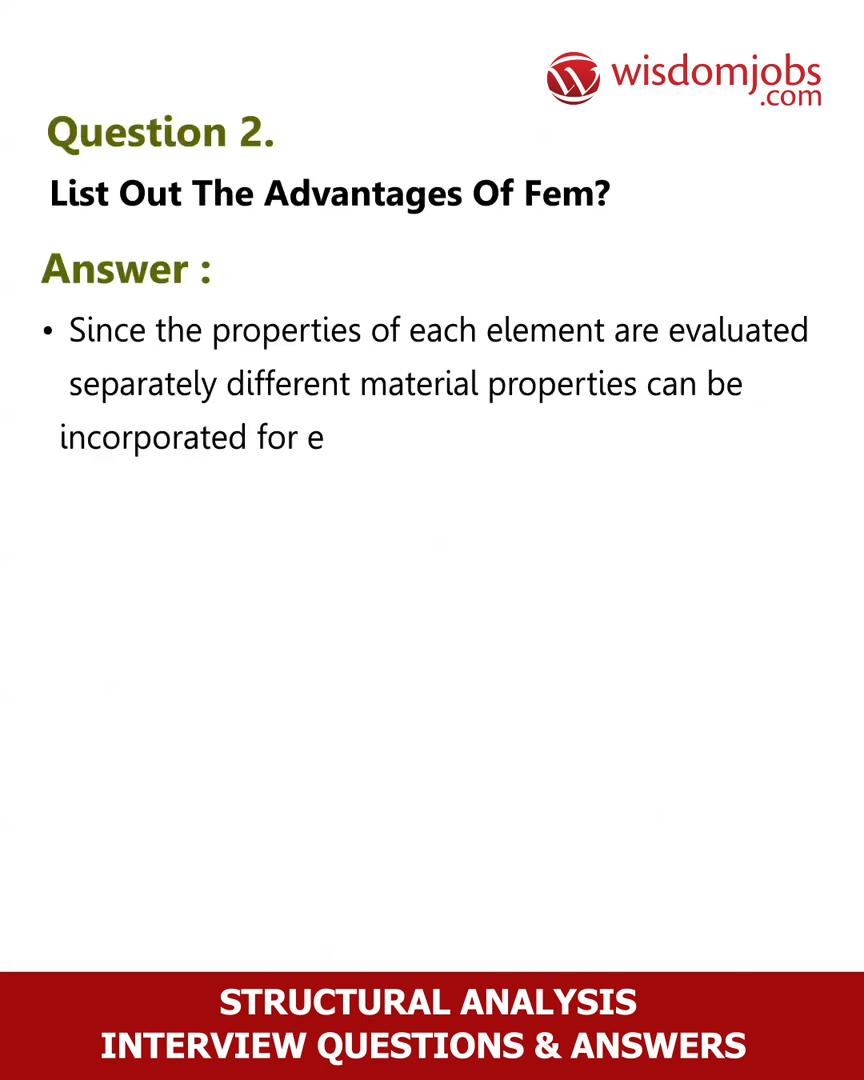 wisdomjobs
.com
Question 2.
List Out The Advantages Of Fem?
Answer :
• Since the properties of each element are evaluated
separately different material properties can be
incorporated for e
STRUCTURAL ANALYSIS
INTERVIEW QUESTIONS & ANSWERS